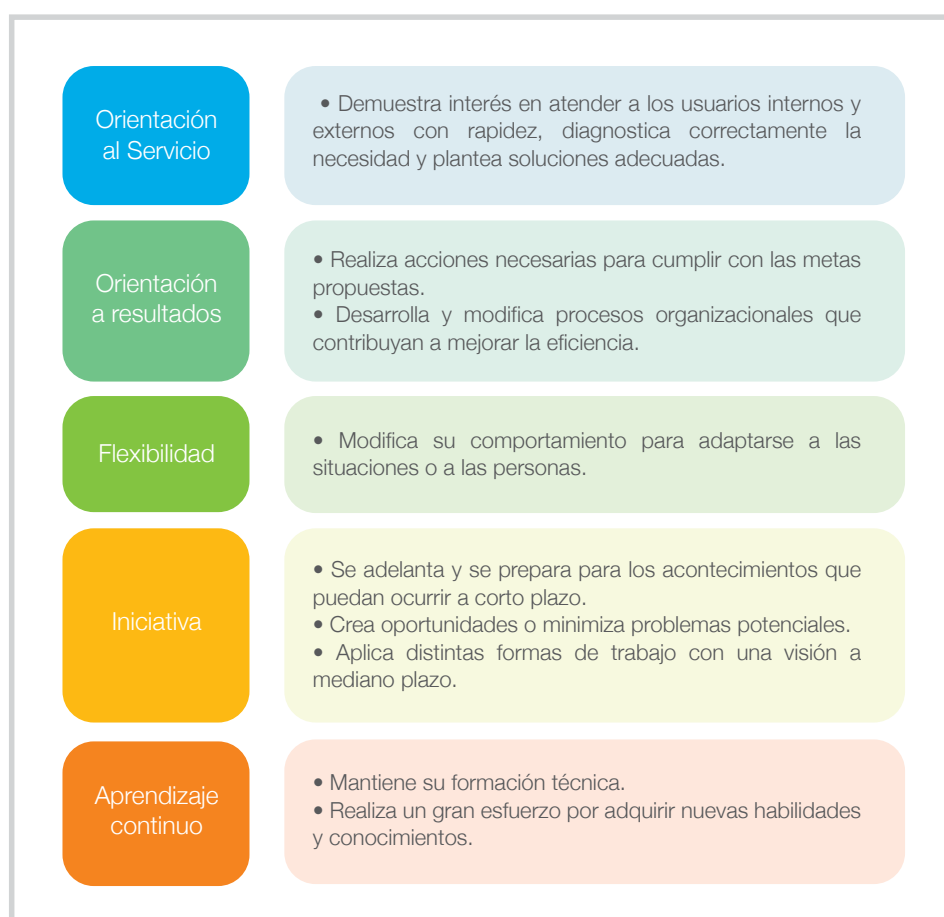 Orientación
al Servicio
• Demuestra interés en atender a los usuarios internos y
externos con rapidez, diagnostica correctamente la
necesidad y plantea soluciones adecuadas.
Orientación
a resultados
• Realiza acciones necesarias para cumplir con las metas
propuestas.
• Desarrolla y modifica procesos organizacionales que
contribuyan a mejorar la eficiencia.
Flexibilidad
• Modifica su comportamiento para adaptarse a las
situaciones o a las personas.
Iniciativa
• Se adelanta y se prepara para los acontecimientos que
puedan ocurrir a corto plazo.
• Crea oportunidades o minimiza problemas potenciales.
• Aplica distintas formas de trabajo con una visión a
mediano plazo.
Aprendizaje
continuo
• Mantiene su formación técnica.
• Realiza un gran esfuerzo por adquirir nuevas habilidades
y conocimientos.